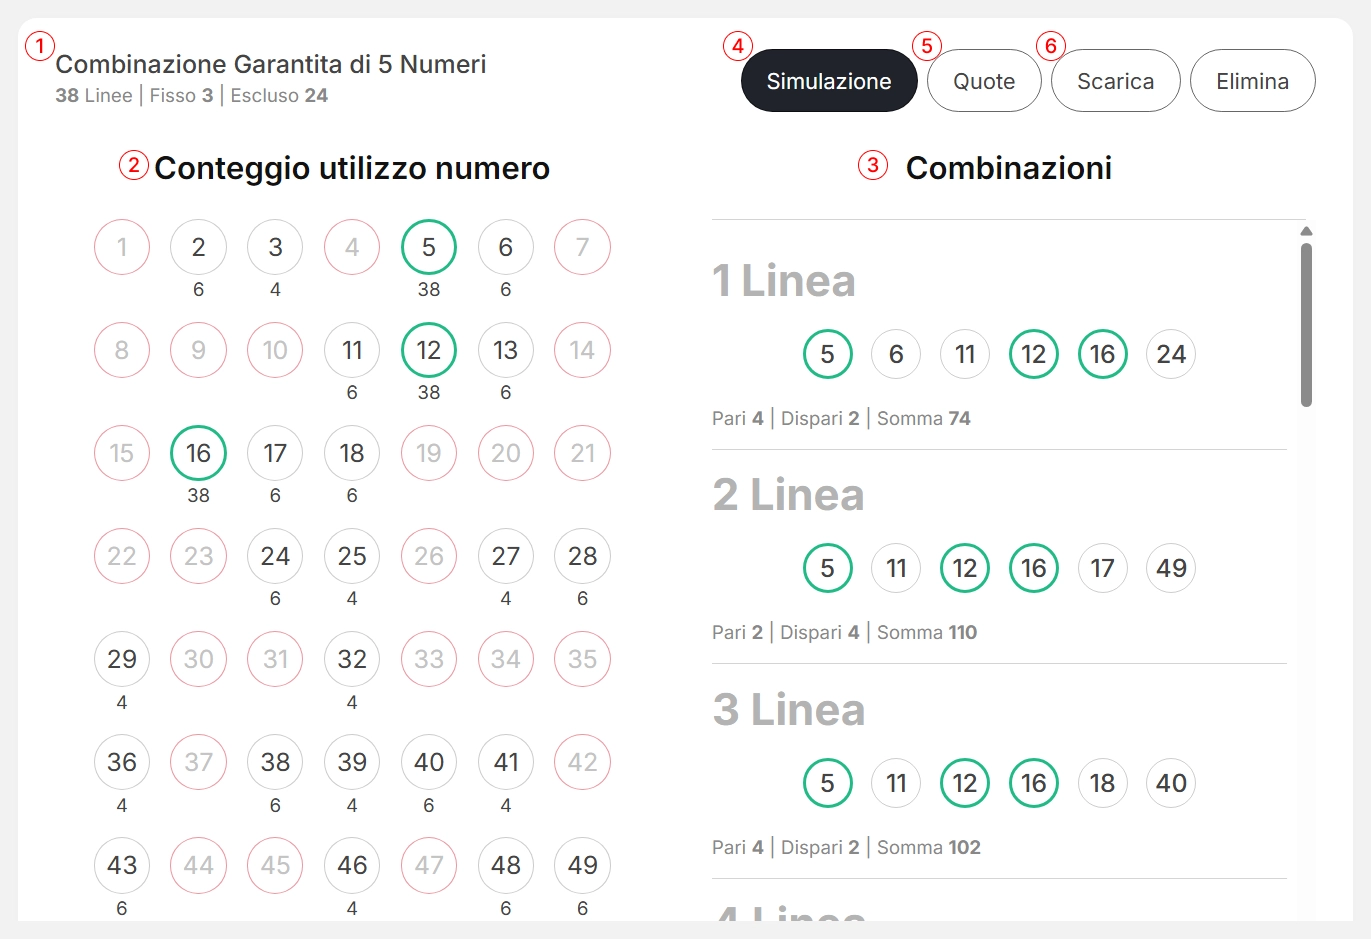 1
Combinazione Garantita di 5 Numeri
38 Linee | Fisso 3 | Escluso 24
4 Simulazione 5 Quote 6 Scarica Elimina
2 Conteggio utilizzo numero
1 2 3 4 5 6 7
6 4 38 6
8 9 10 11 12 13 14
6 38 6
15 16 17 18 19 20 21
38 6 6
22 23 24 25 26 27 28
6 4 4 6
29 30 31 32 33 34 35
4 4
36 37 38 39 40 41 42
4 6 4 6 4
43 44 45 46 47 48 49
6 4 6 6
3 Combinazioni
1 Linea
5 6 11 12 16 24
Pari 4 | Dispari 2 | Somma 74
2 Linea
5 11 12 16 17 49
Pari 2 | Dispari 4 | Somma 110
3 Linea
5 11 12 16 18 40
Pari 4 | Dispari 2 | Somma 102
4 Linea